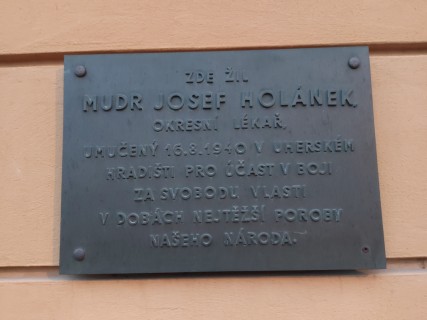 ZDE ŽIL
MUDR JOSEF HOLÁNEK,
OKRESNÍ LÉKAŘ,
UMUČENÝ 15.8.1940 V UHERSKÉM
HRADIŠTI PRO ÚČAST V BOJI
ZA SVOBODU VLASTI
V DOBÁCH NEJTĚŽŠÍ POROBY
NAŠEHO NÁRODA.